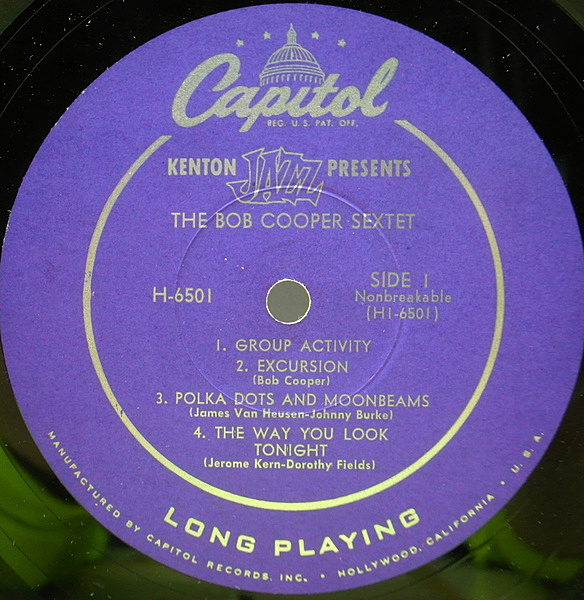 Capitol
REG. U.S. PAT. OFF.
KENTON JAZZ PRESENTS
THE BOB COOPER SEXTET
H-6501
SIDE 1
Nonbreakable
(H1-6501)
1. GROUP ACTIVITY
2. EXCURSION
(Bob Cooper)
3. POLKA DOTS AND MOONBEAMS
(James Van Heusen-Johnny Burke)
4. THE WAY YOU LOOK
TONIGHT
(Jerome Kern-Dorothy Fields)
LONG PLAYING
MANUFACTURED BY CAPITOL RECORDS, INC. • HOLLYWOOD, CALIFORNIA • U.S.A.